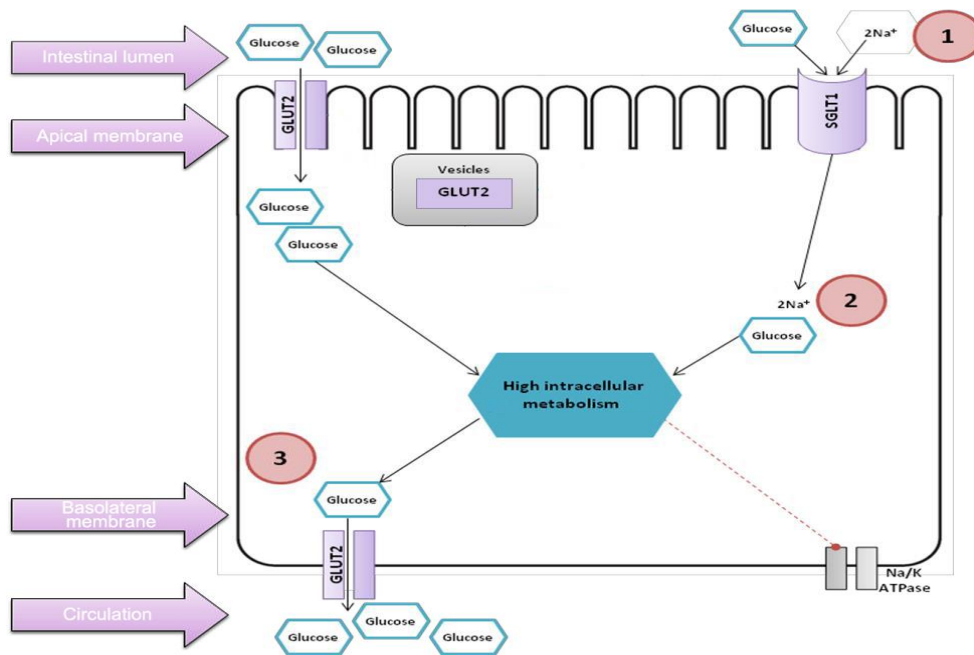 Intestinal lumen
Glucose
Glucose
Glucose
2Na⁺
1
Apical membrane
GLUT2
SGLT1
Vesicles
GLUT2
Glucose
Glucose
2Na⁺
2
Glucose
High intracellular
metabolism
3
Glucose
Basolateral
membrane
GLUT2
Na/K
ATPase
Circulation
Glucose
Glucose
Glucose